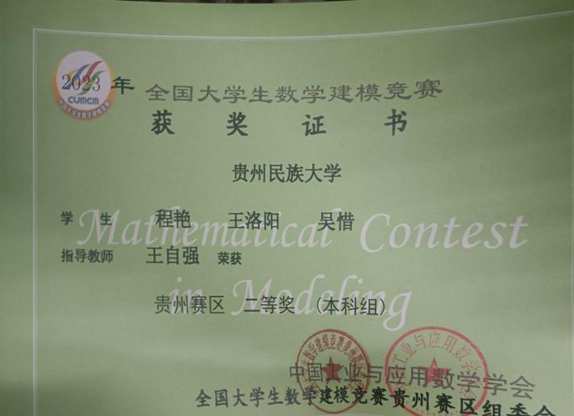 2023年 全国大学生数学建模竞赛
CUMCM
获奖证书
贵州民族大学
学生 程艳 王洛阳 吴惜
Mathematical Contest
指导教师 王自强 荣获
in Modeling
贵州赛区 二等奖 (本科组)
中国工业与应用数学学会
全国大学生数学建模竞赛贵州赛区组委会